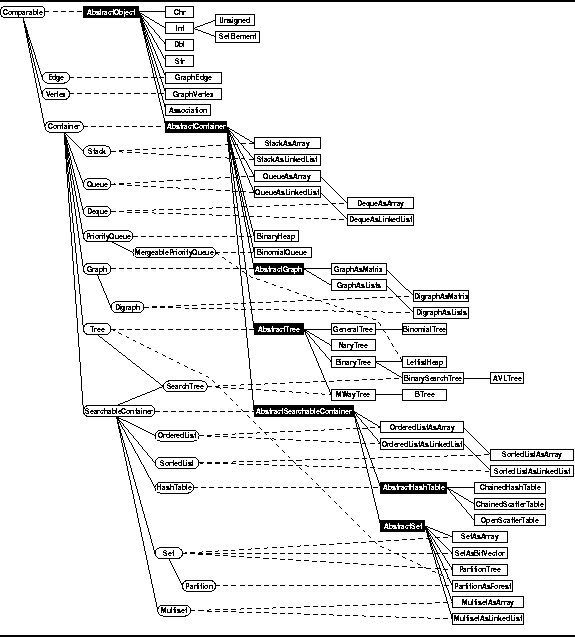 Comparable
AbstractObject
Chr
Int
Unsigned
SetElement
Dbl
Str
Edge
GraphEdge
Vertex
GraphVertex
Association
Container
AbstractContainer
Stack
StackAsArray
StackAsLinkedList
Queue
QueueAsArray
QueueAsLinkedList
Deque
DequeAsArray
DequeAsLinkedList
PriorityQueue
BinaryHeap
MergeablePriorityQueue
BinomialQueue
Graph
AbstractGraph
GraphAsMatrix
GraphAsLists
Digraph
DigraphAsMatrix
DigraphAsLists
Tree
AbstractTree
GeneralTree
BinomialTree
NaryTree
BinaryTree
LeftistHeap
BinarySearchTree
AVLTree
SearchTree
MWayTree
BTree
SearchableContainer
AbstractSearchableContainer
OrderedList
OrderedListAsArray
OrderedListAsLinkedList
SortedList
SortedListAsArray
SortedListAsLinkedList
HashTable
AbstractHashTable
ChainedHashTable
ChainedScatterTable
OpenScatterTable
AbstractSet
SetAsArray
Set
SetAsBitVector
PartitionTree
Partition
PartitionAsForest
MultisetAsArray
Multiset
MultisetAsLinkedList